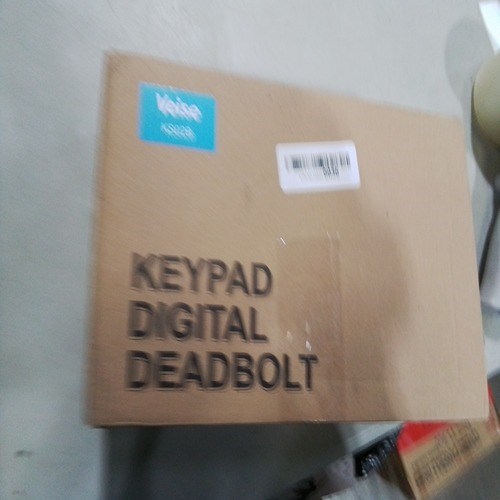 Veise
KEYPAD
DIGITAL
DEADBOLT